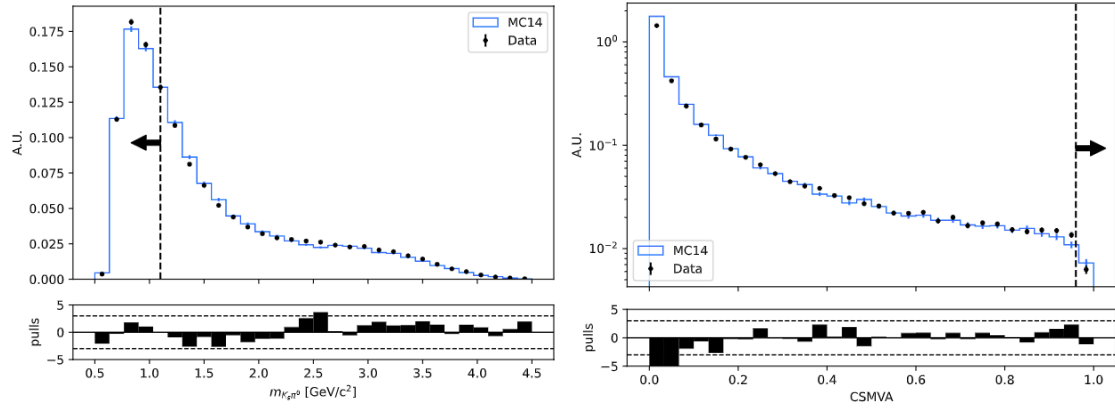 0.175
0.150
0.125
0.100
0.075
0.050
0.025
0.000
A.U.
MC14
Data
5
0
−5
pulls
0.5 1.0 1.5 2.0 2.5 3.0 3.5 4.0 4.5
m_{K_sπ^0} [GeV/c²]
10⁰
10⁻¹
10⁻²
A.U.
MC14
Data
5
0
−5
pulls
0.0 0.2 0.4 0.6 0.8 1.0
CSMVA